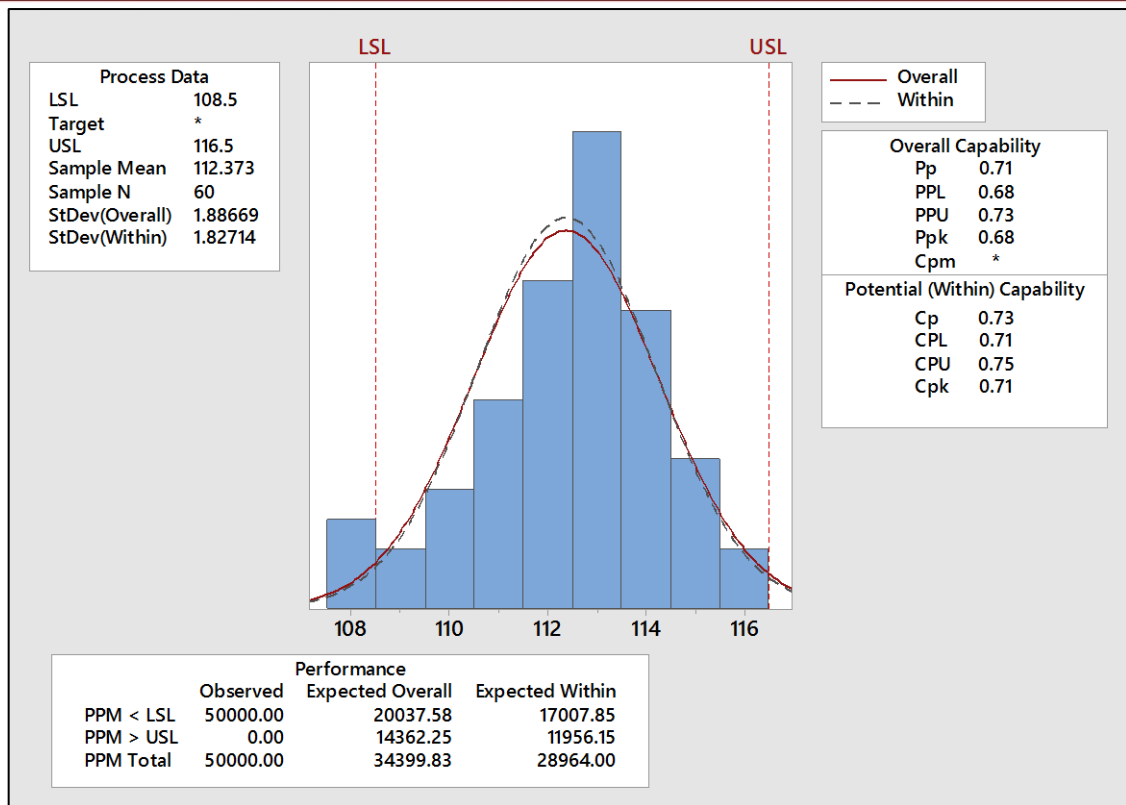 LSL USL
Process Data
LSL 108.5
Target *
USL 116.5
Sample Mean 112.373
Sample N 60
StDev(Overall) 1.88669
StDev(Within) 1.82714
Overall
Within
Overall Capability
Pp 0.71
PPL 0.68
PPU 0.73
Ppk 0.68
Cpm *
Potential (Within) Capability
Cp 0.73
CPL 0.71
CPU 0.75
Cpk 0.71
108 110 112 114 116
Performance
Observed Expected Overall Expected Within
PPM < LSL 50000.00 20037.58 17007.85
PPM > USL 0.00 14362.25 11956.15
PPM Total 50000.00 34399.83 28964.00